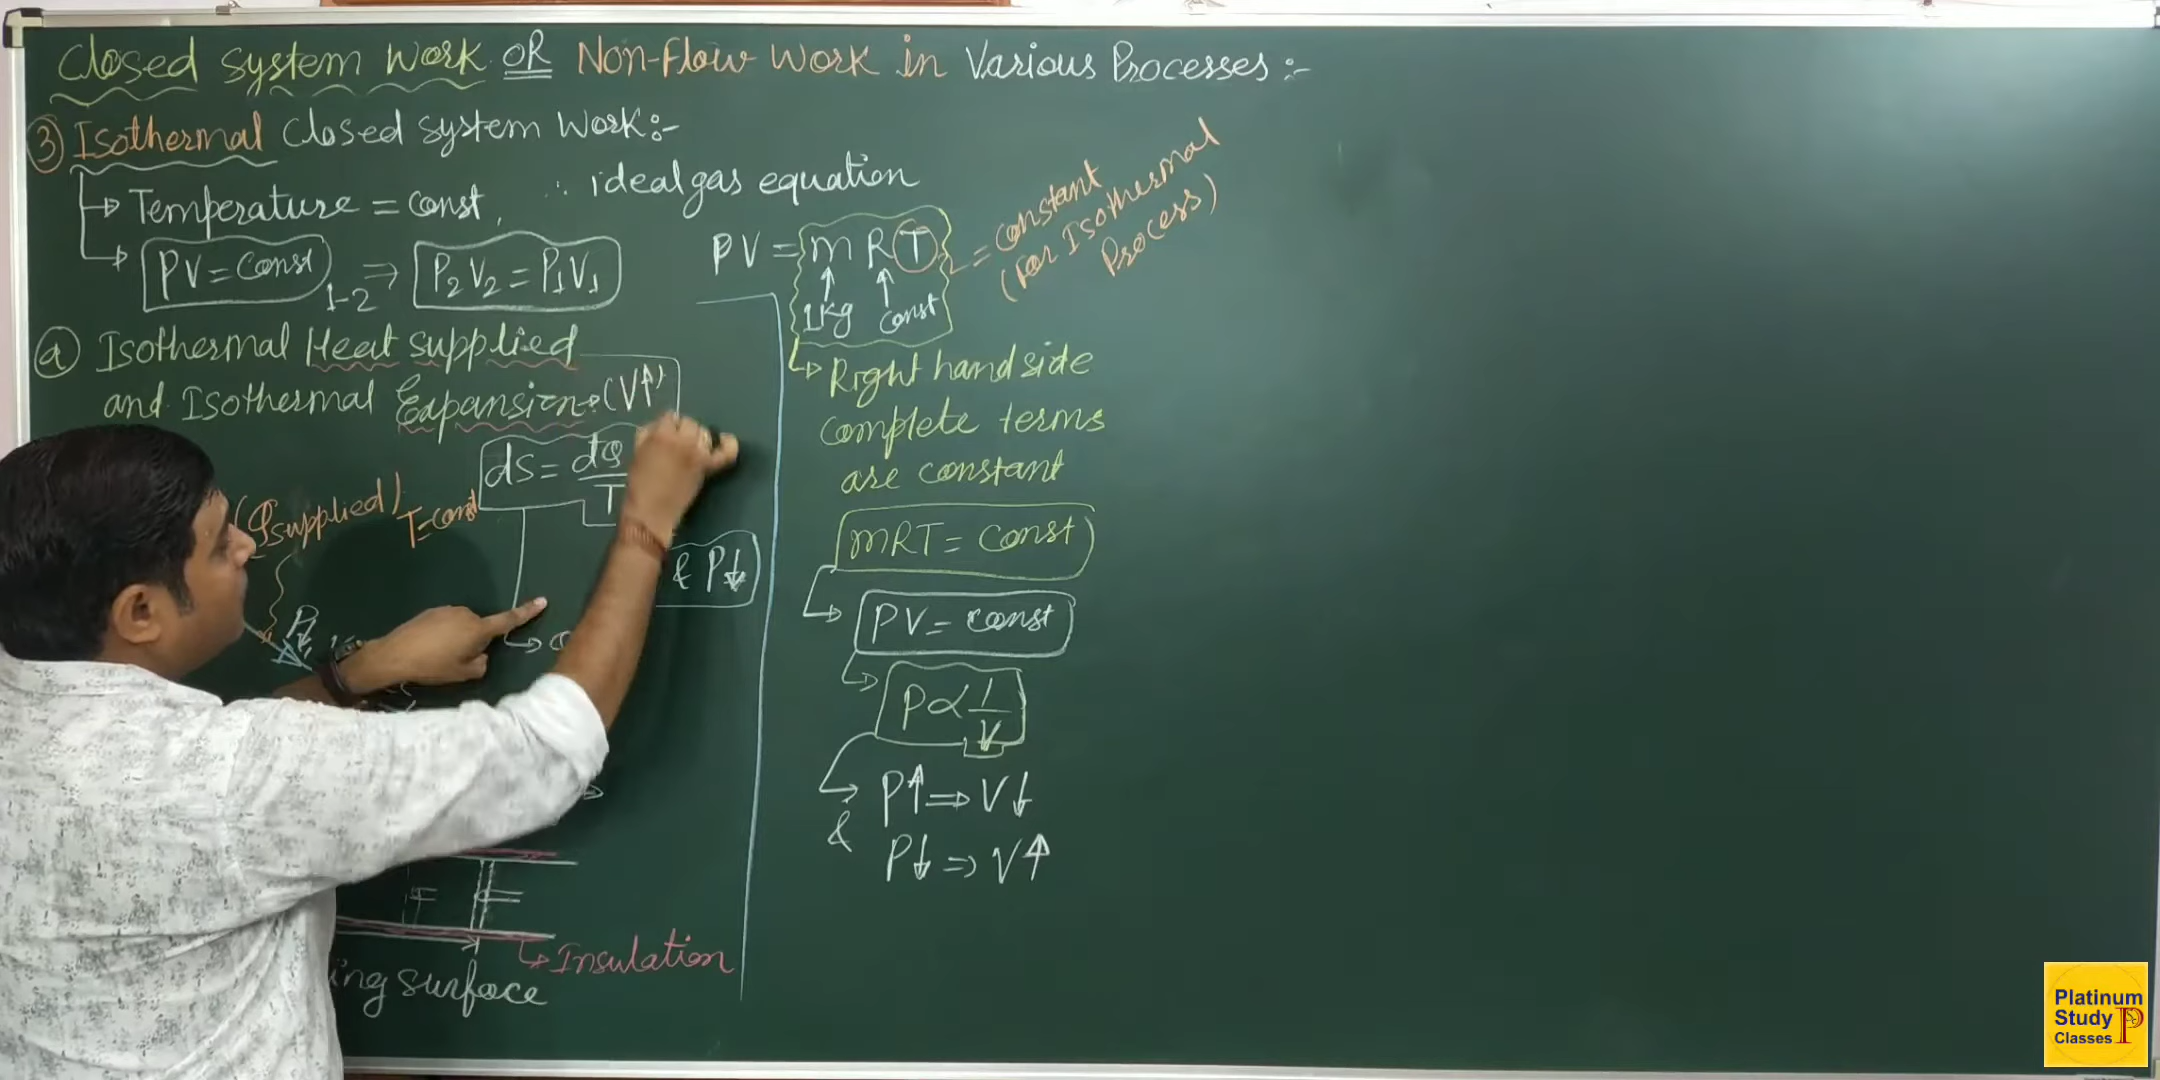 Closed system Work OR Non-Flow Work in Various Processes :-
③ Isothermal Closed system Work :-
Temperature = const,
∴ ideal gas equation
PV = const
1-2 ⇒ P₂V₂ = P₁V₁
PV = m R T = constant
(For Isothermal
Process)
1kg const
ⓐ Isothermal Heat supplied
and Isothermal Expansion :- (V↑)
dS = dQ/T
(Qsupplied) T=const
& P↓
Insulation
ing surface
Right hand side
complete terms
are constant
mRT = const
PV = const
P ∝ 1/V
P↑ ⇒ V↓
&
P↓ ⇒ V↑
Platinum
Study
Classes